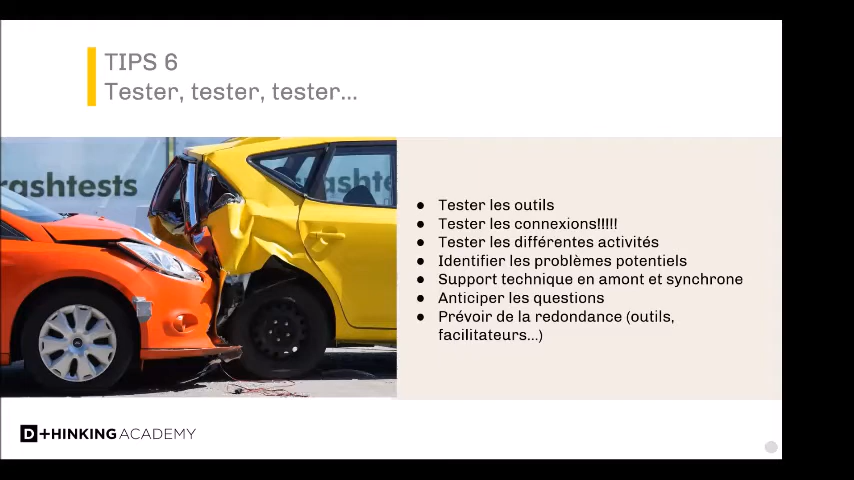 TIPS 6
Tester, tester, tester...
rashtests
ashte
● Tester les outils
● Tester les connexions!!!!!
● Tester les différentes activités
● Identifier les problèmes potentiels
● Support technique en amont et synchrone
● Anticiper les questions
● Prévoir de la redondance (outils,
facilitateurs...)
D+HINKING ACADEMY